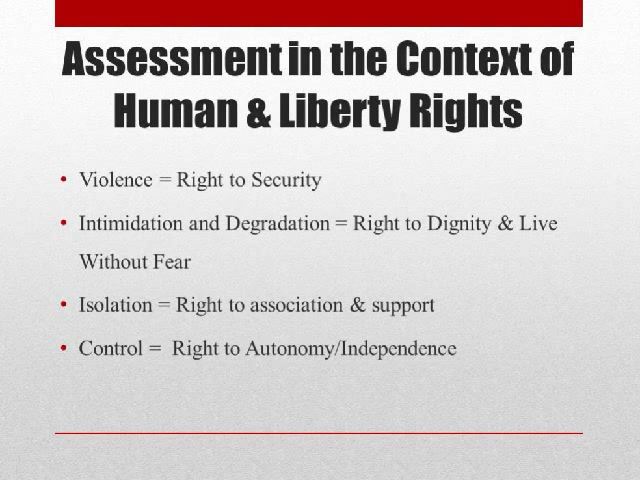 Assessment in the Context of
Human & Liberty Rights
• Violence = Right to Security
• Intimidation and Degradation = Right to Dignity & Live
Without Fear
• Isolation = Right to association & support
• Control =  Right to Autonomy/Independence